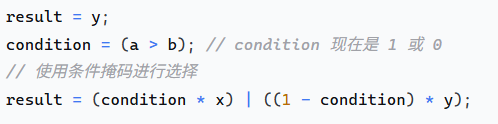 result = y;
condition = (a > b); // condition 现在是 1 或 0
// 使用条件掩码进行选择
result = (condition * x) | ((1 - condition) * y);